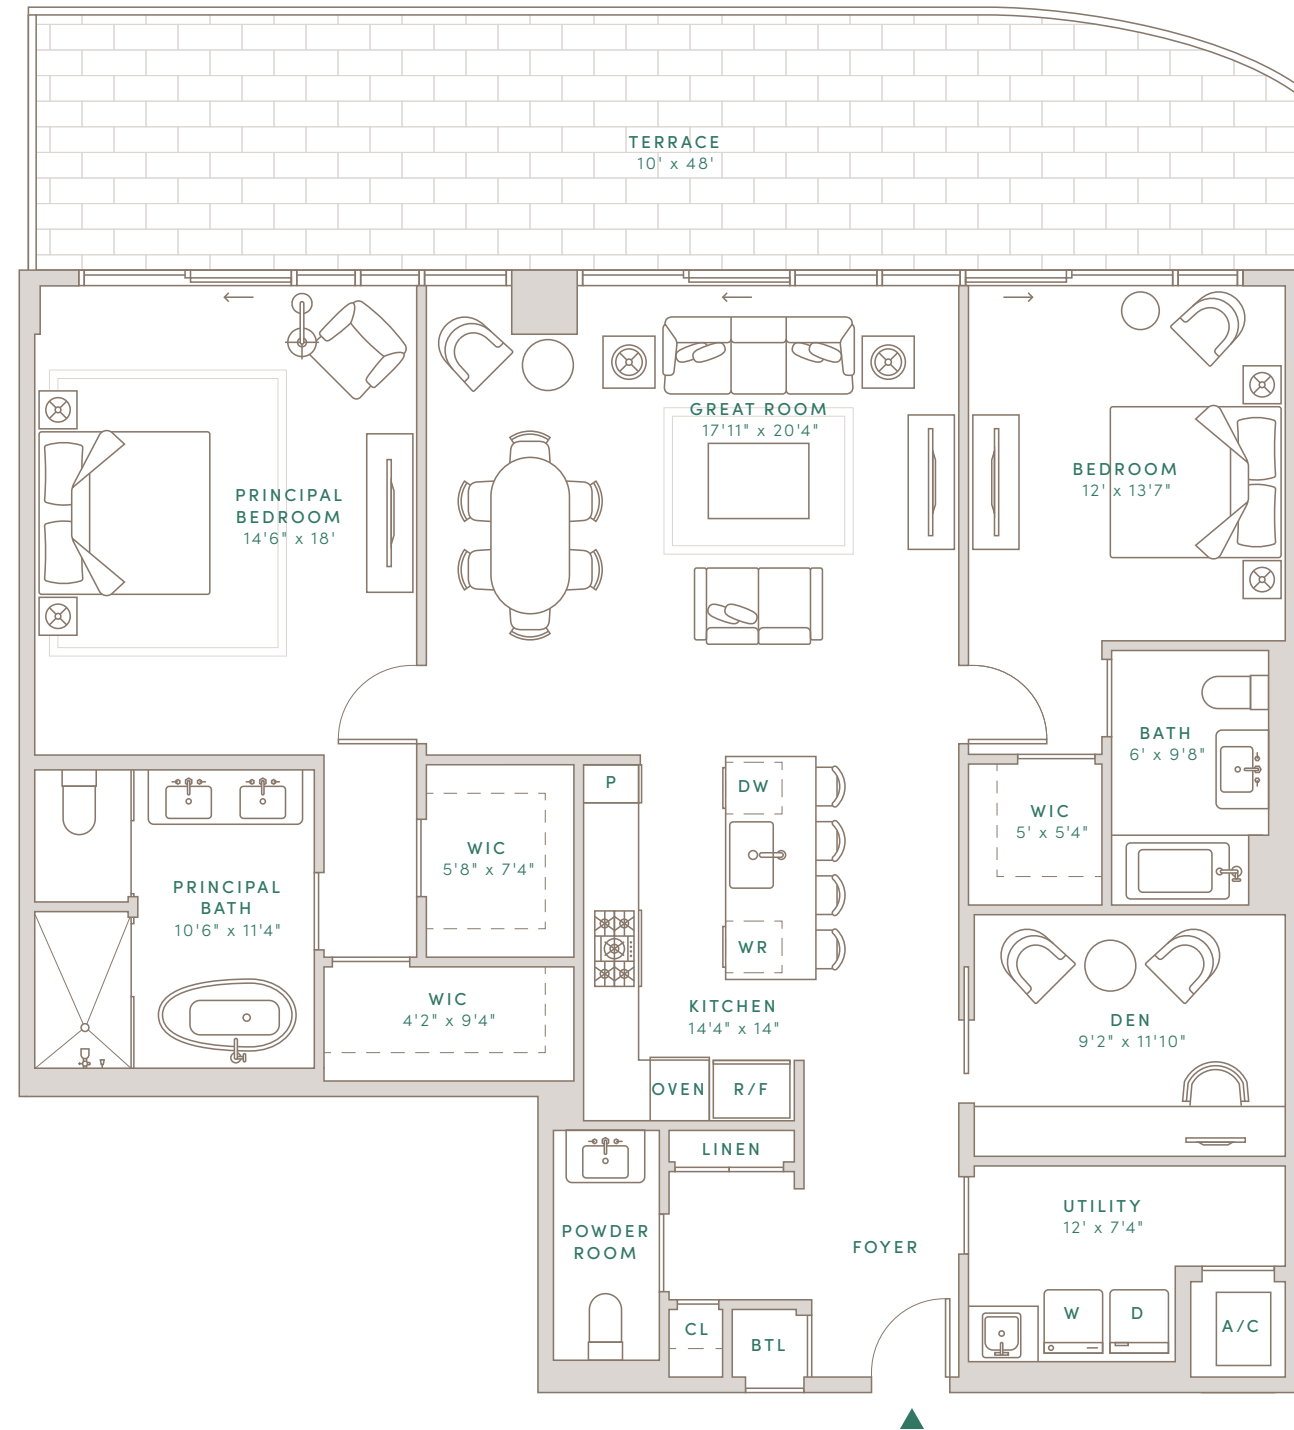 TERRACE
10' x 48'
GREAT ROOM
17'11" x 20'4"
PRINCIPAL
BEDROOM
14'6" x 18'
BEDROOM
12' x 13'7"
BATH
6' x 9'8"
P
DW
WIC
5' x 5'4"
WIC
5'8" x 7'4"
PRINCIPAL
BATH
10'6" x 11'4"
WR
WIC
4'2" x 9'4"
KITCHEN
14'4" x 14"
DEN
9'2" x 11'10"
OVEN
R/F
LINEN
UTILITY
12' x 7'4"
POWDER
ROOM
FOYER
W
D
A/C
CL
BTL